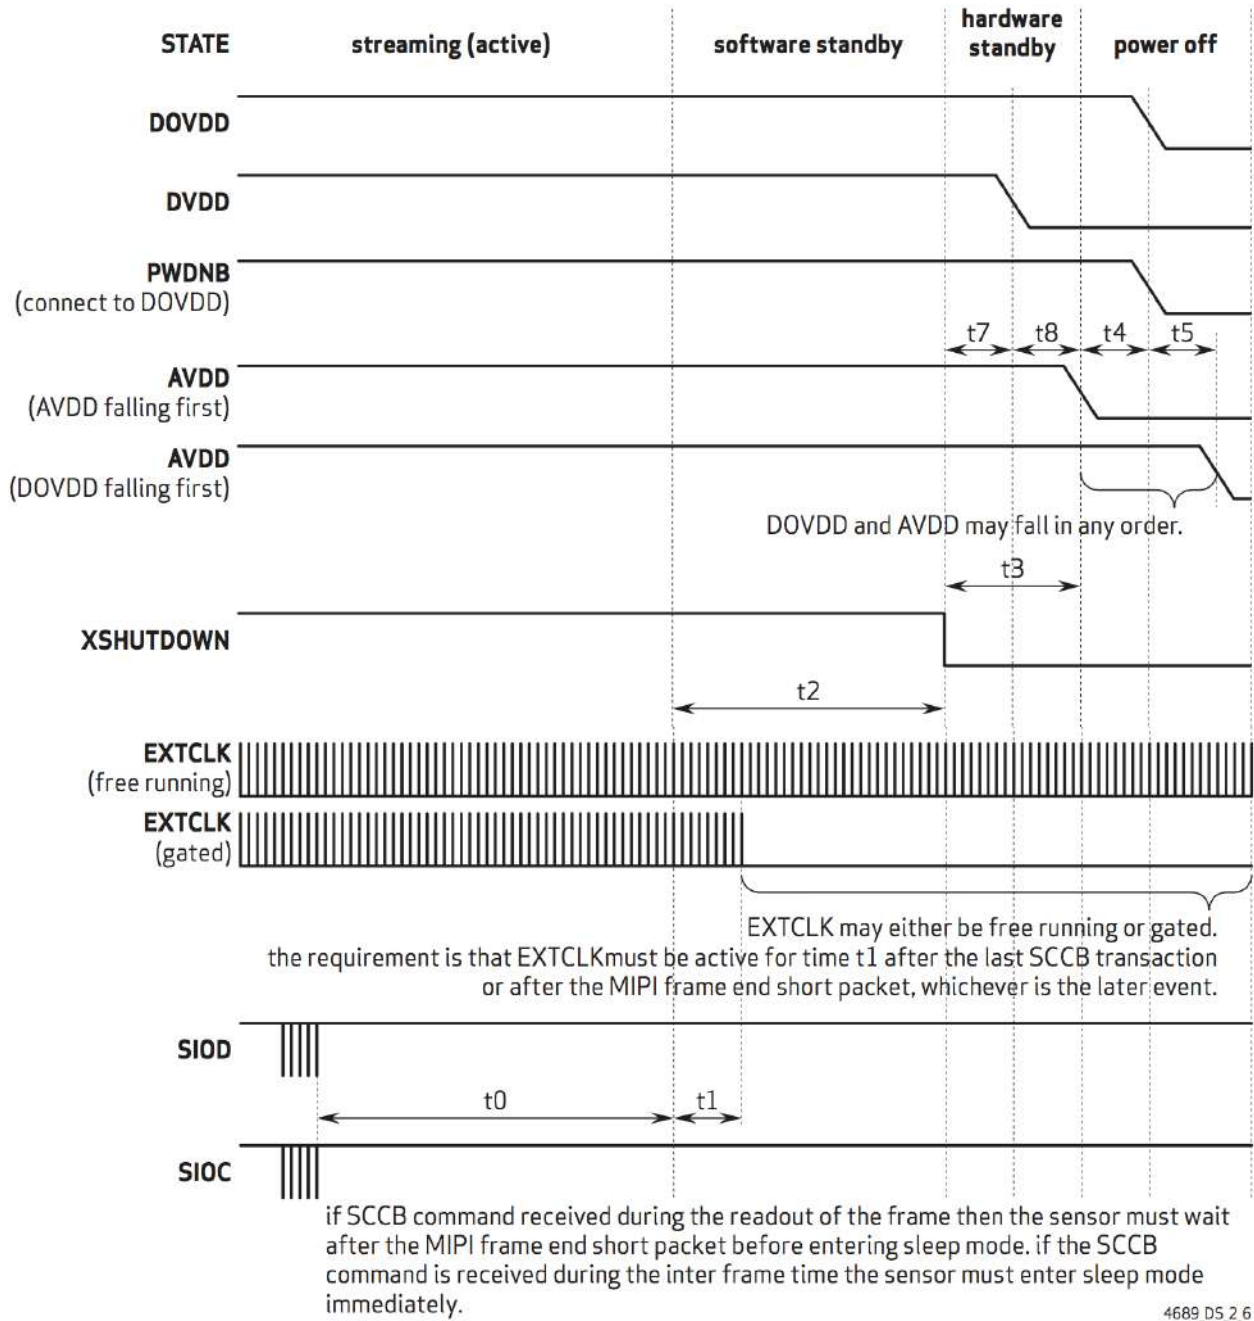 STATE streaming (active) software standby hardware standby power off
DOVDD
DVDD
PWDNB
(connect to DOVDD)
t7 t8 t4 t5
AVDD
(AVDD falling first)
AVDD
(DOVDD falling first)
DOVDD and AVDD may fall in any order.
t3
XSHUTDOWN
t2
EXTCLK
(free running)
EXTCLK
(gated)
EXTCLK may either be free running or gated.
the requirement is that EXTCLKmust be active for time t1 after the last SCCB transaction
or after the MIPI frame end short packet, whichever is the later event.
SIOD
t0 t1
SIOC
if SCCB command received during the readout of the frame then the sensor must wait
after the MIPI frame end short packet before entering sleep mode. if the SCCB
command is received during the inter frame time the sensor must enter sleep mode
immediately.
4689_DS_2_6